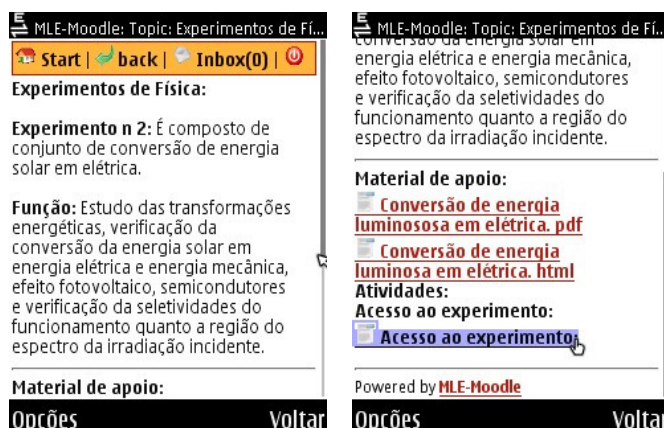 MLE-Moodle: Topic: Experimentos de Fí...
Start | back | Inbox(0) |
Experimentos de Física:
Experimento n 2: É composto de
conjunto de conversão de energia
solar em elétrica.
Função: Estudo das transformações
energéticas, verificação da
conversão da energia solar em
energia elétrica e energia mecânica,
efeito fotovoltaico, semicondutores
e verificação da seletividades do
funcionamento quanto a região do
espectro da irradiação incidente.
Material de apoio:
Opções Voltar
MLE-Moodle: Topic: Experimentos de Fí...
conversão da energia solar em
energia elétrica e energia mecânica,
efeito fotovoltaico, semicondutores
e verificação da seletividades do
funcionamento quanto a região do
espectro da irradiação incidente.
Material de apoio:
Conversão de energia
luminososa em elétrica. pdf
Conversão de energia
luminosa em elétrica. html
Atividades:
Acesso ao experimento:
Acesso ao experimento:
Powered by MLE-Moodle
Opções Voltar